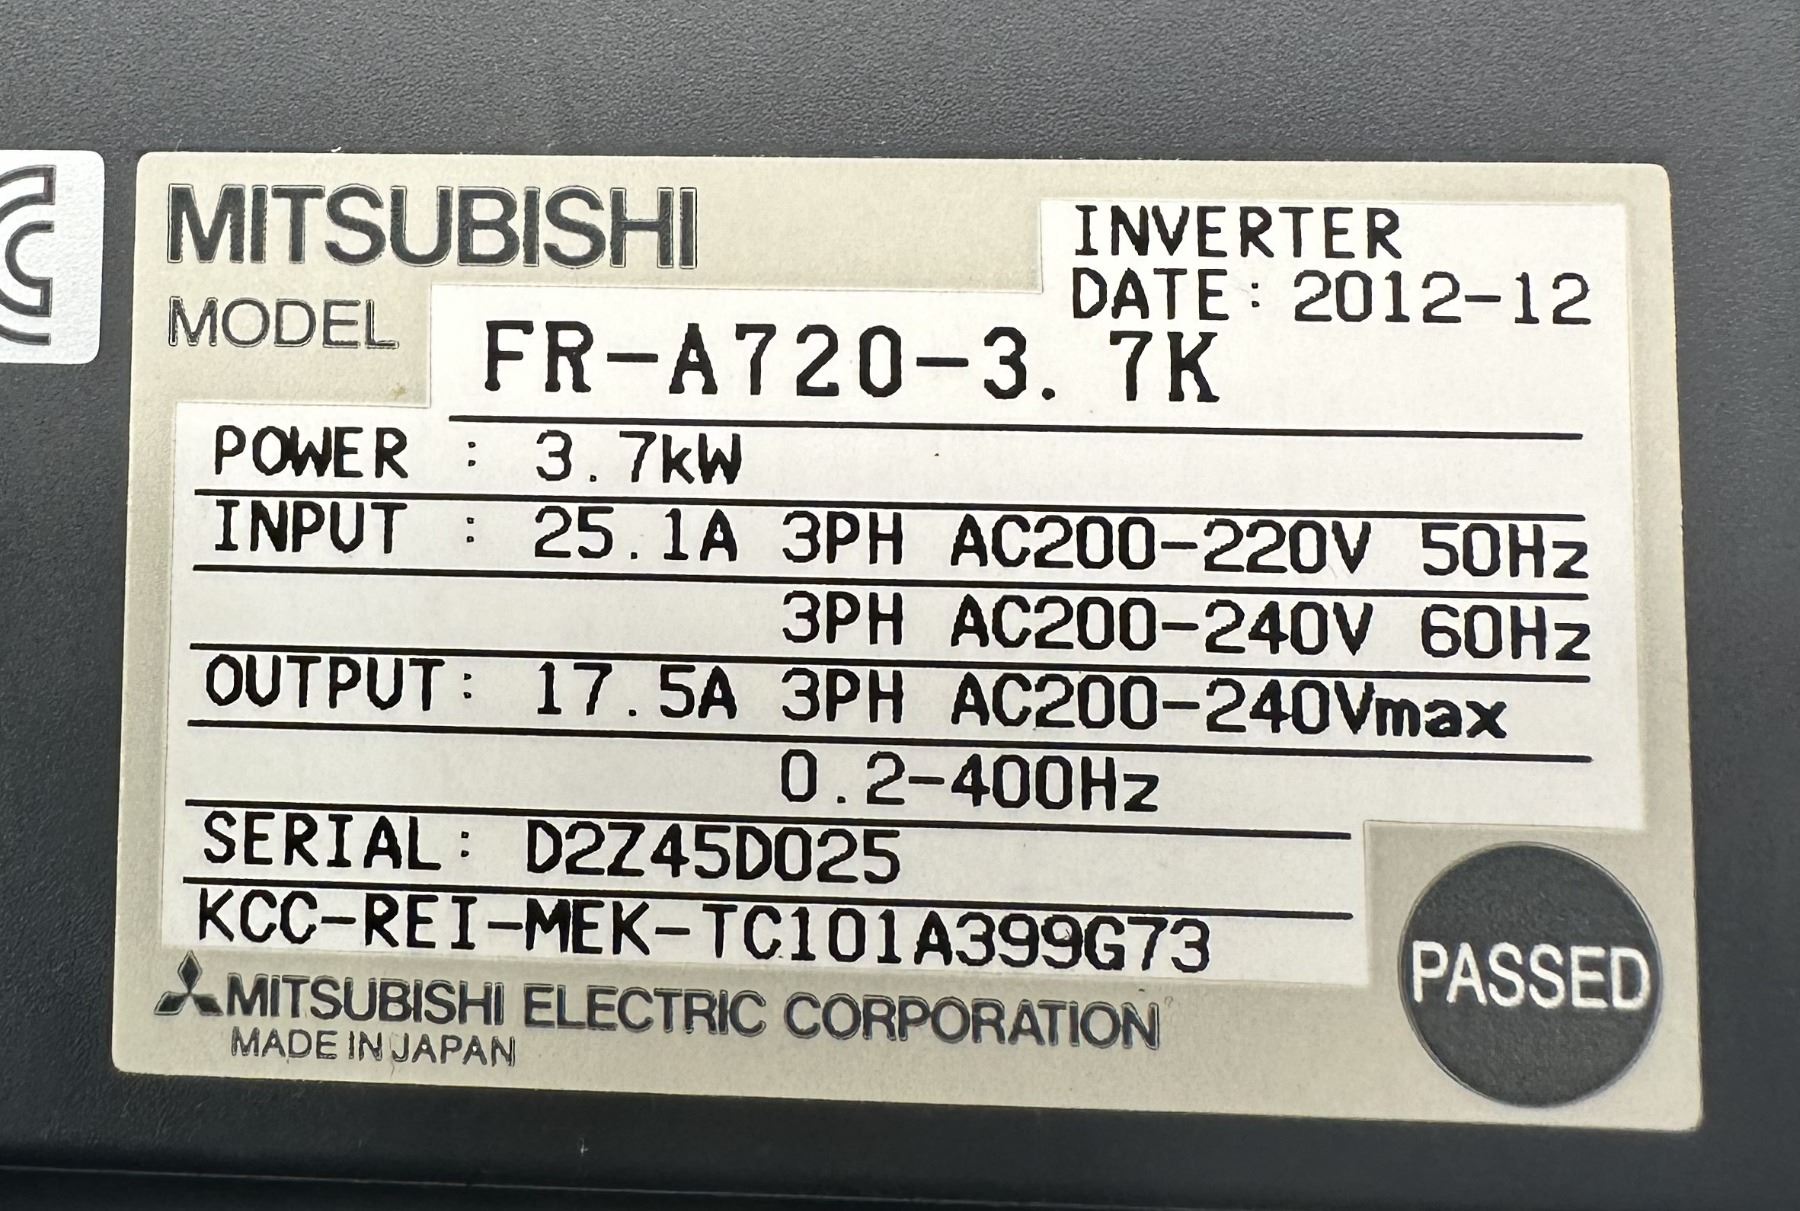 MITSUBISHI
INVERTER
DATE: 2012-12
MODEL FR-A720-3.7K
POWER : 3.7kW
INPUT : 25.1A 3PH AC200-220V 50Hz
3PH AC200-240V 60Hz
OUTPUT: 17.5A 3PH AC200-240Vmax
0.2-400Hz
SERIAL: D2Z45D025
KCC-REI-MEK-TC101A399G73
MITSUBISHI ELECTRIC CORPORATION
MADE IN JAPAN
PASSED